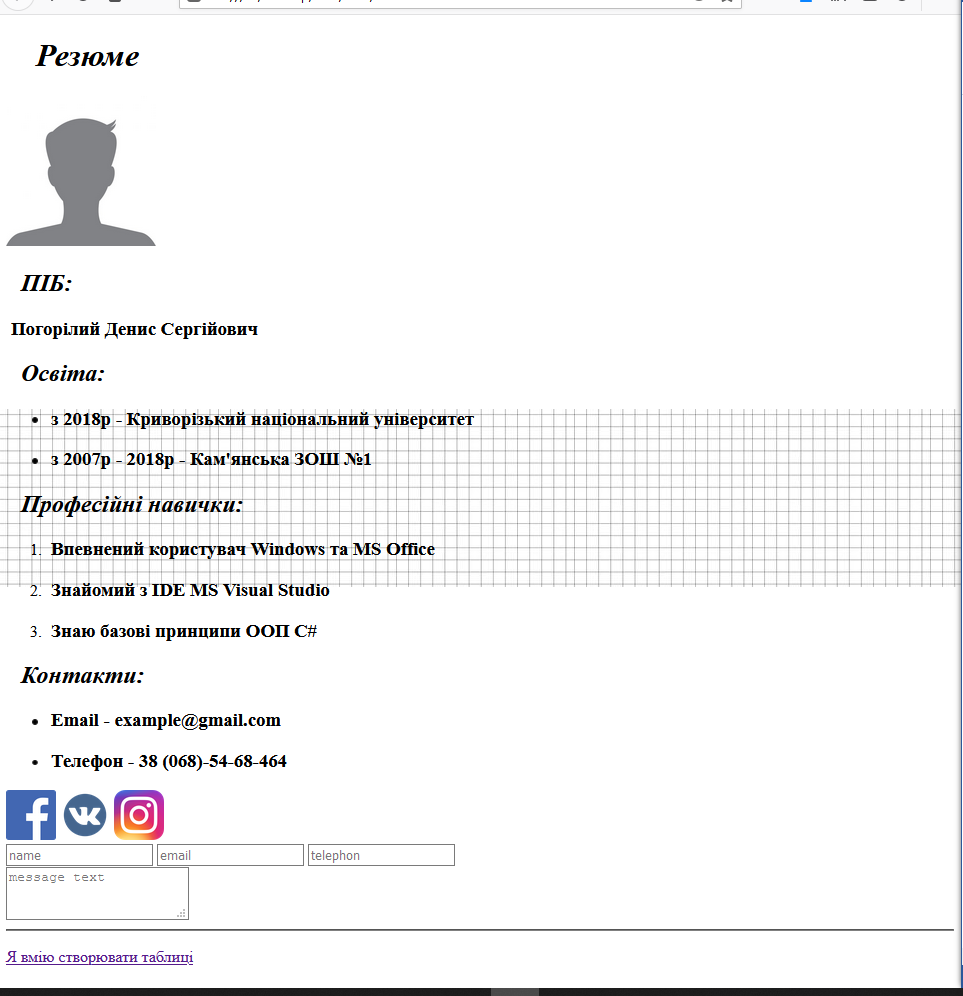 Резюме
ПІБ:
Погорілий Денис Сергійович
Освіта:
з 2018р - Криворізький національний університет
з 2007р - 2018р - Кам'янська ЗОШ №1
Професійні навички:
1. Впевнений користувач Windows та MS Office
2. Знайомий з IDE MS Visual Studio
3. Знаю базові принципи ООП C#
Контакти:
Email - example@gmail.com
Телефон - 38 (068)-54-68-464
name email telephon
message text
Я вмію створювати таблиці